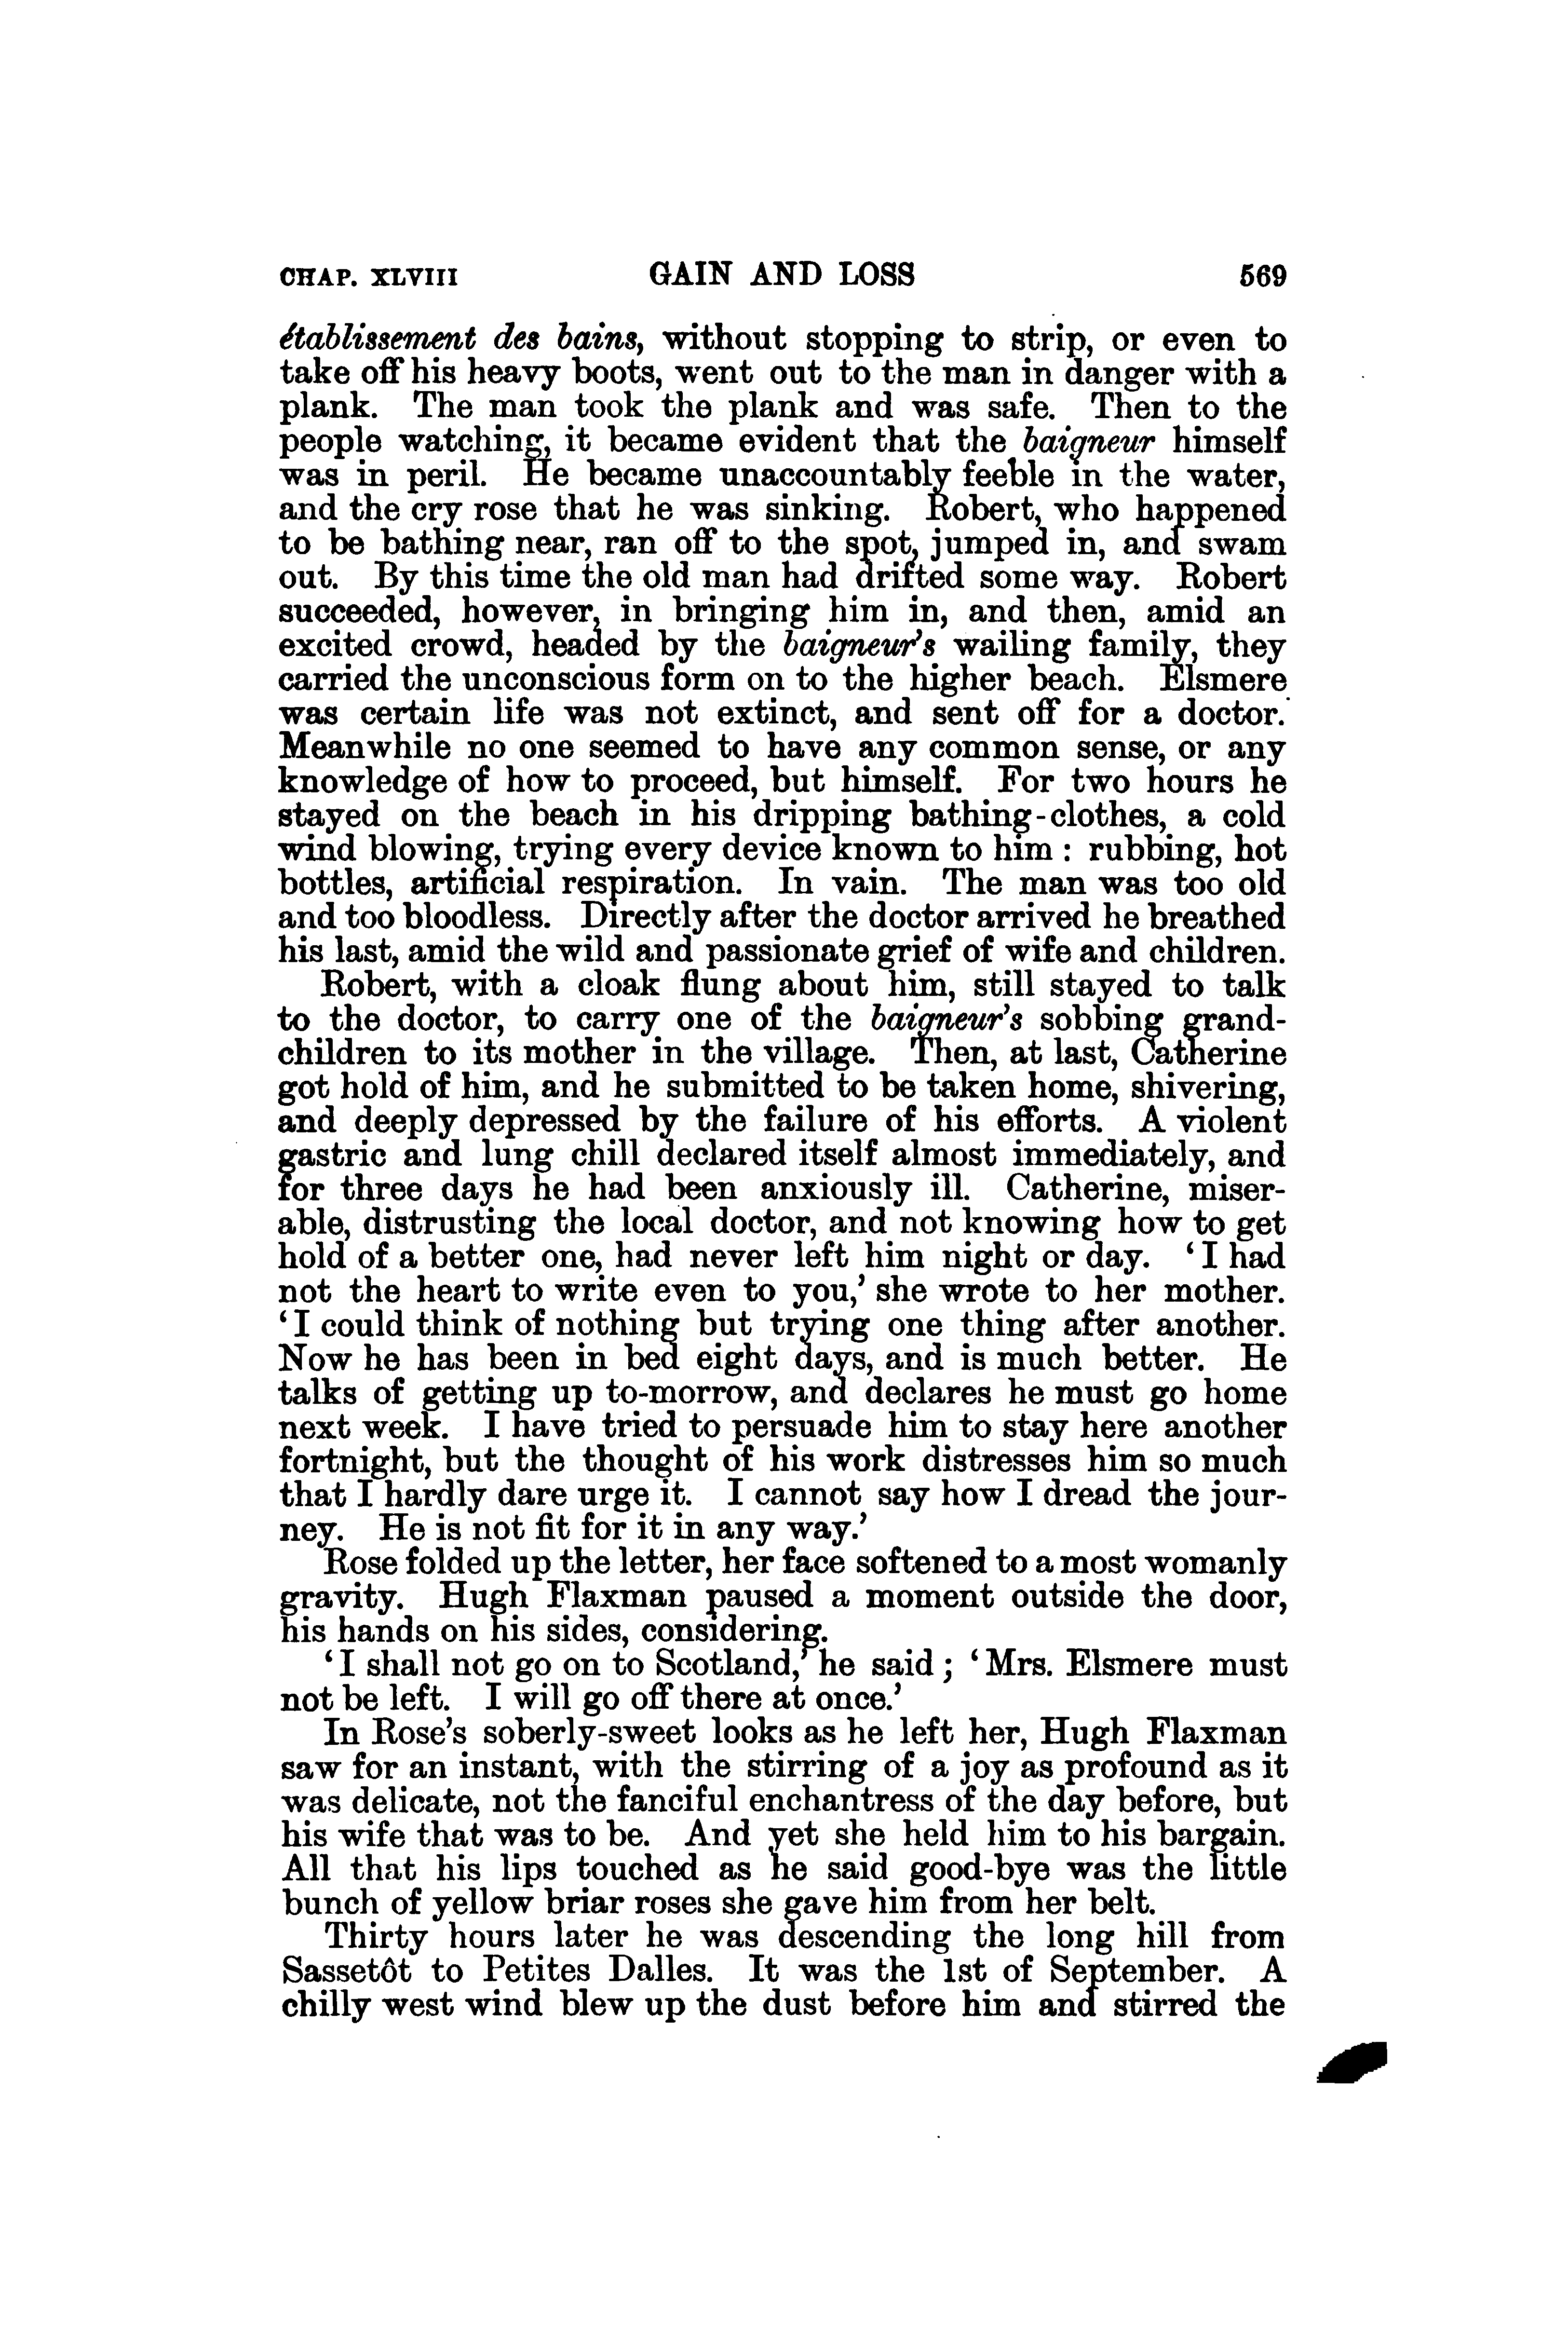 CHAP. XLVIII GAIN AND LOSS 569
établissement des bains, without stopping to strip, or even to
take off his heavy boots, went out to the man in danger with a
plank. The man took the plank and was safe. Then to the
people watching, it became evident that the baigneur himself
was in peril. He became unaccountably feeble in the water,
and the cry rose that he was sinking. Robert, who happened
to be bathing near, ran off to the spot, jumped in, and swam
out. By this time the old man had drifted some way. Robert
succeeded, however, in bringing him in, and then, amid an
excited crowd, headed by the baigneur's wailing family, they
carried the unconscious form on to the higher beach. Elsmere
was certain life was not extinct, and sent off for a doctor.
Meanwhile no one seemed to have any common sense, or any
knowledge of how to proceed, but himself. For two hours he
stayed on the beach in his dripping bathing-clothes, a cold
wind blowing, trying every device known to him : rubbing, hot
bottles, artificial respiration. In vain. The man was too old
and too bloodless. Directly after the doctor arrived he breathed
his last, amid the wild and passionate grief of wife and children.
Robert, with a cloak flung about him, still stayed to talk
to the doctor, to carry one of the baigneur's sobbing grand-
children to its mother in the village. Then, at last, Catherine
got hold of him, and he submitted to be taken home, shivering,
and deeply depressed by the failure of his efforts. A violent
gastric and lung chill declared itself almost immediately, and
for three days he had been anxiously ill. Catherine, miser-
able, distrusting the local doctor, and not knowing how to get
hold of a better one, had never left him night or day. ‘I had
not the heart to write even to you,’ she wrote to her mother.
‘I could think of nothing but trying one thing after another.
Now he has been in bed eight days, and is much better. He
talks of getting up to-morrow, and declares he must go home
next week. I have tried to persuade him to stay here another
fortnight, but the thought of his work distresses him so much
that I hardly dare urge it. I cannot say how I dread the jour-
ney. He is not fit for it in any way.’
Rose folded up the letter, her face softened to a most womanly
gravity. Hugh Flaxman paused a moment outside the door,
his hands on his sides, considering.
‘I shall not go on to Scotland,’ he said ; ‘Mrs. Elsmere must
not be left. I will go off there at once.’
In Rose's soberly-sweet looks as he left her, Hugh Flaxman
saw for an instant, with the stirring of a joy as profound as it
was delicate, not the fanciful enchantress of the day before, but
his wife that was to be. And yet she held him to his bargain.
All that his lips touched as he said good-bye was the little
bunch of yellow briar roses she gave him from her belt.
Thirty hours later he was descending the long hill from
Sassetôt to Petites Dalles. It was the 1st of September. A
chilly west wind blew up the dust before him and stirred the